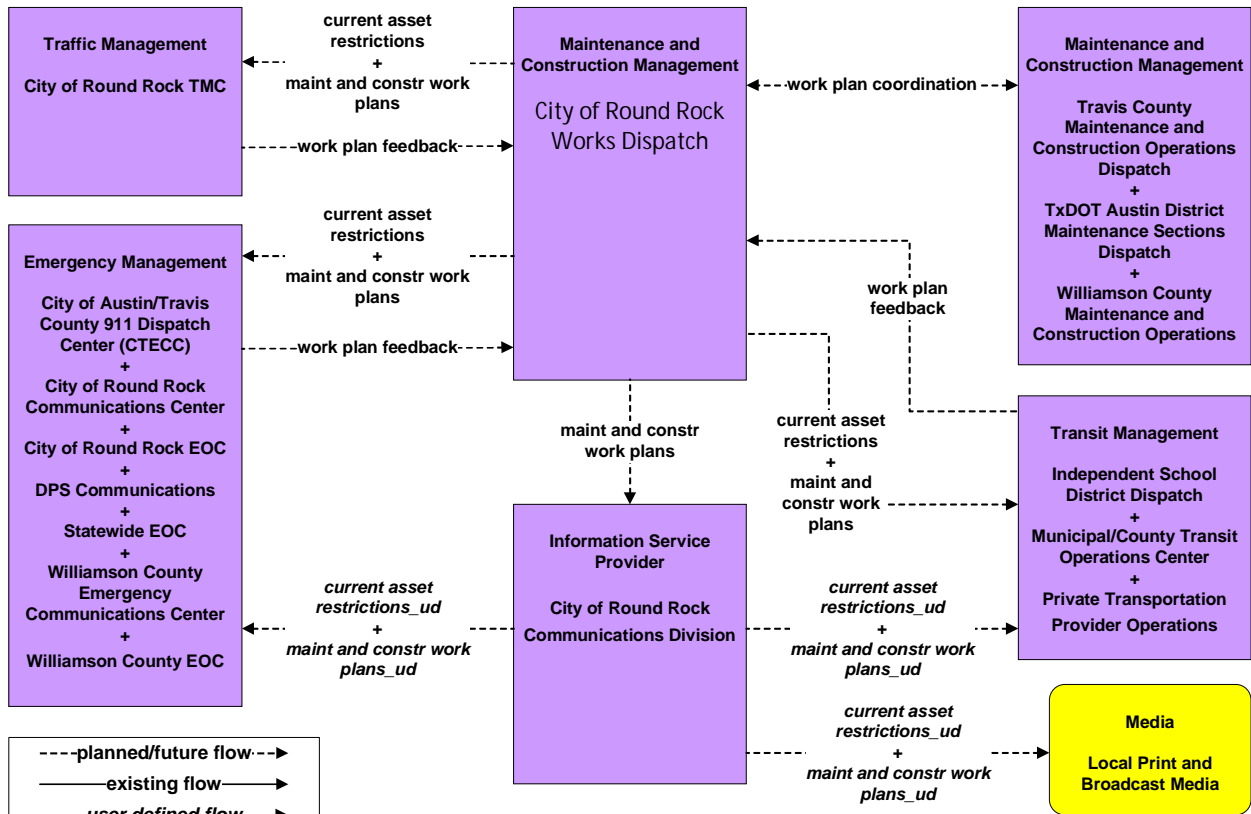 Traffic Management
City of Round Rock TMC
current asset
restrictions
+
maint and constr work
plans
work plan feedback
Maintenance and
Construction Management
City of Round Rock
Works Dispatch
work plan coordination
Maintenance and
Construction Management
Travis County
Maintenance and
Construction Operations
Dispatch
+
TxDOT Austin District
Maintenance Sections
Dispatch
+
Williamson County
Maintenance and
Construction Operations
Emergency Management
City of Austin/Travis
County 911 Dispatch
Center (CTECC)
+
City of Round Rock
Communications Center
+
City of Round Rock EOC
+
DPS Communications
+
Statewide EOC
+
Williamson County
Emergency
Communications Center
+
Williamson County EOC
current asset
restrictions
+
maint and constr work
plans
work plan feedback
work plan
feedback
maint and constr
work plans
current asset
restrictions
+
maint and
constr work
plans
Transit Management
Independent School
District Dispatch
+
Municipal/County Transit
Operations Center
+
Private Transportation
Provider Operations
Information Service
Provider
City of Round Rock
Communications Division
current asset
restrictions_ud
+
maint and constr work
plans_ud
current asset
restrictions_ud
+
maint and constr work
plans_ud
current asset
restrictions_ud
+
maint and constr work
plans_ud
Media
Local Print and
Broadcast Media
planned/future flow
existing flow
user defined flow